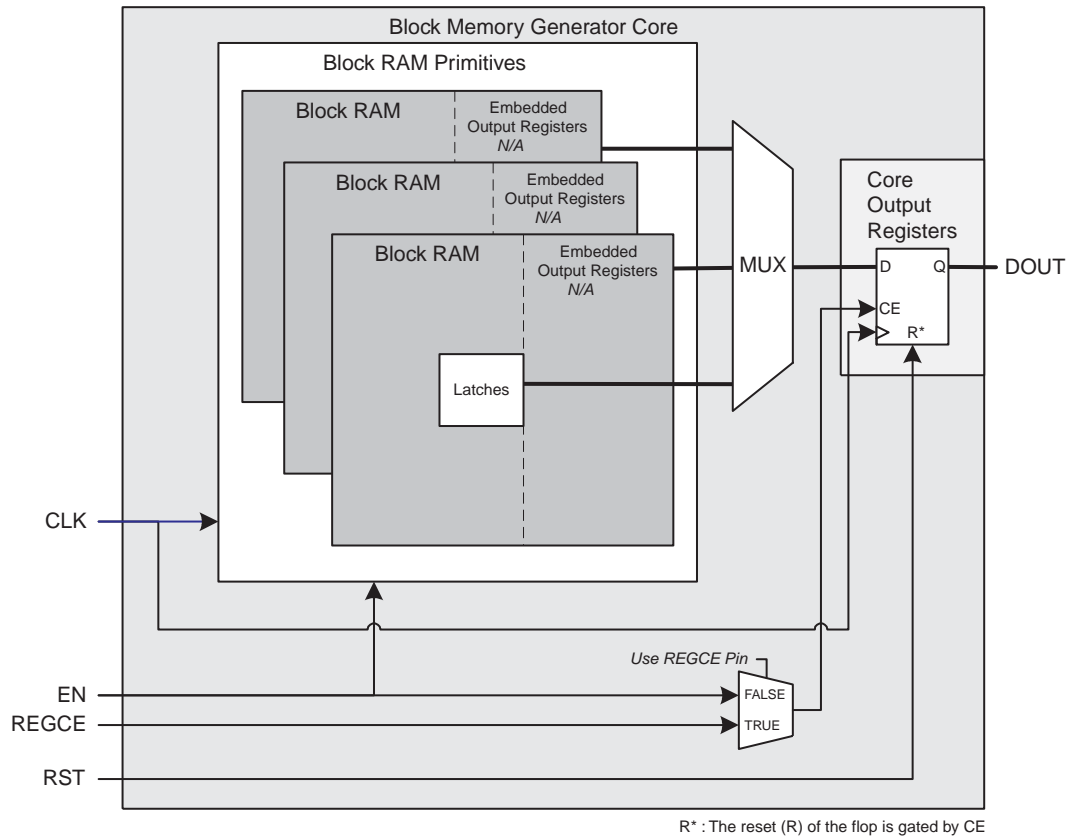 Block Memory Generator Core
Block RAM Primitives
Block RAM
Embedded
Output Registers
N/A
Block RAM
Embedded
Output Registers
N/A
Block RAM
Embedded
Output Registers
N/A
Latches
MUX
Core
Output
Registers
D
Q
CE
R*
DOUT
CLK
Use REGCE Pin
EN
FALSE
REGCE
TRUE
RST
R* : The reset (R) of the flop is gated by CE